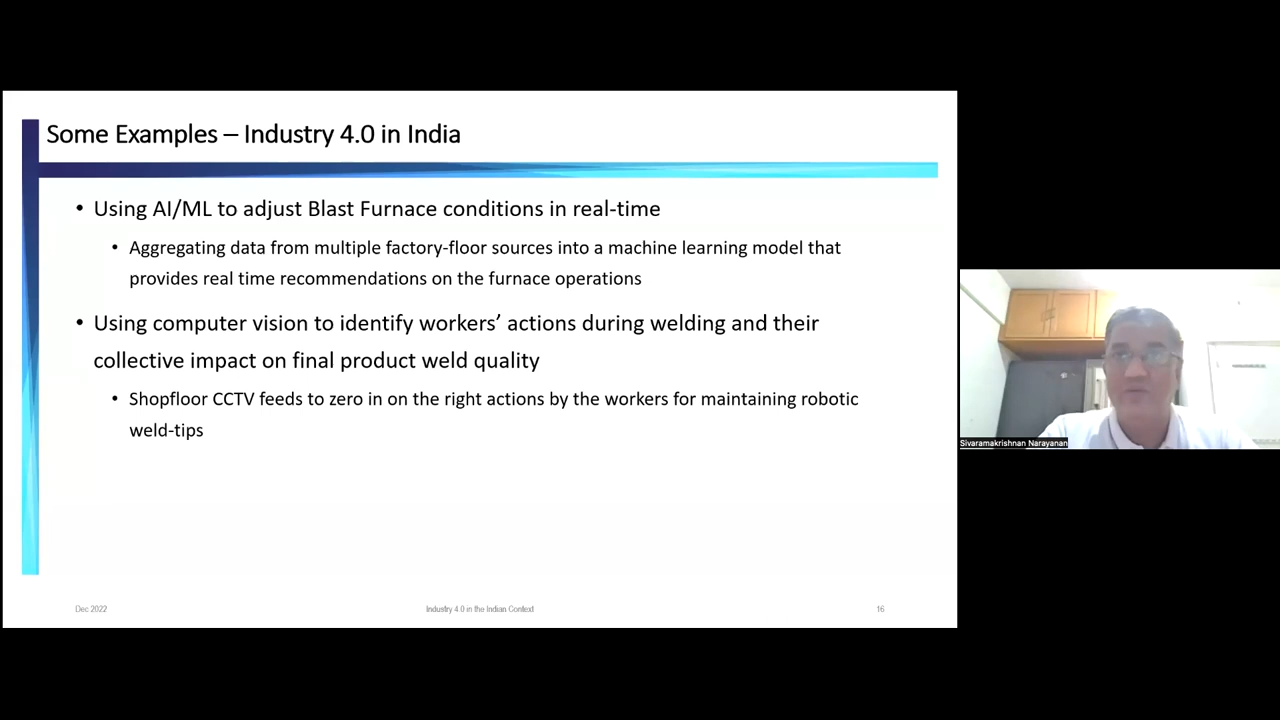 Some Examples – Industry 4.0 in India
• Using AI/ML to adjust Blast Furnace conditions in real-time
• Aggregating data from multiple factory-floor sources into a machine learning model that
provides real time recommendations on the furnace operations
• Using computer vision to identify workers’ actions during welding and their
collective impact on final product weld quality
• Shopfloor CCTV feeds to zero in on the right actions by the workers for maintaining robotic
weld-tips
Sivaramakrishnan Narayanan
Dec 2022
Industry 4.0 in the Indian Context
16